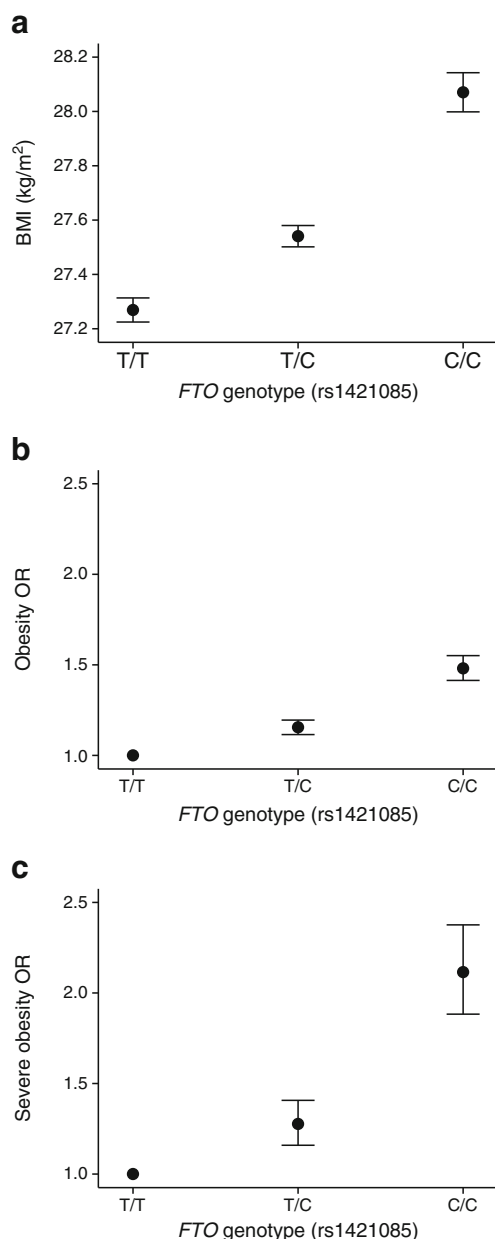 a
28.2
28.0
27.8
27.6
27.4
27.2
BMI (kg/m²)
T/T T/C C/C
FTO genotype (rs1421085)
b
2.5
2.0
1.5
1.0
Obesity OR
T/T T/C C/C
FTO genotype (rs1421085)
c
2.5
2.0
1.5
1.0
Severe obesity OR
T/T T/C C/C
FTO genotype (rs1421085)